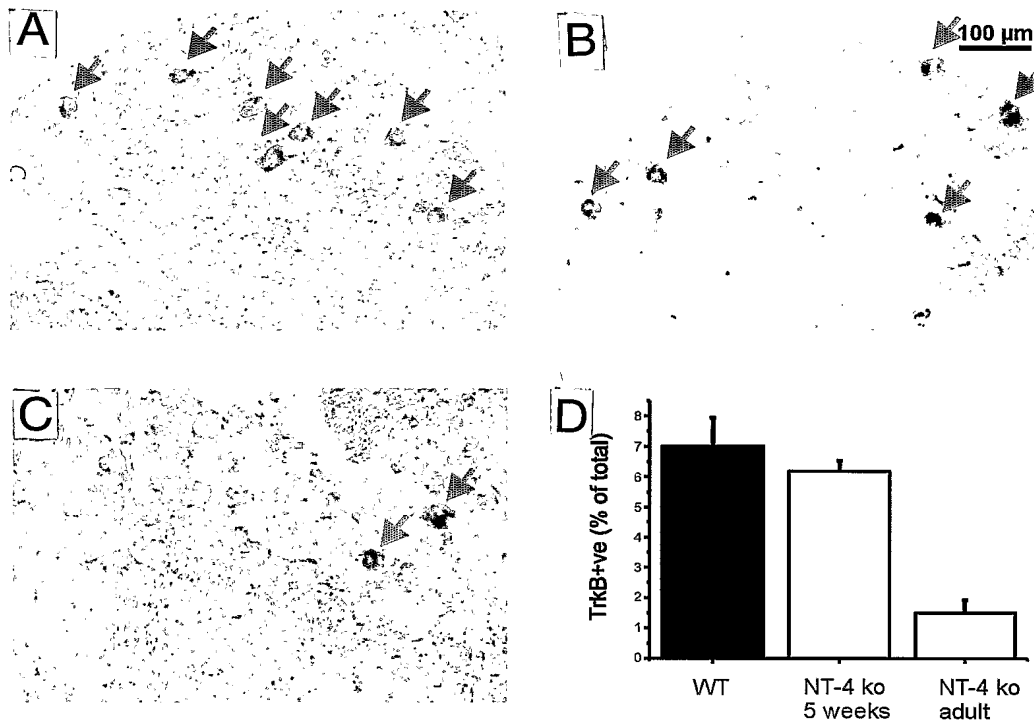 A
B
100 µm
C
D
TrkB+ve (% of total)
8
7
6
5
4
3
2
1
0
WT
NT-4 ko
5 weeks
NT-4 ko
adult